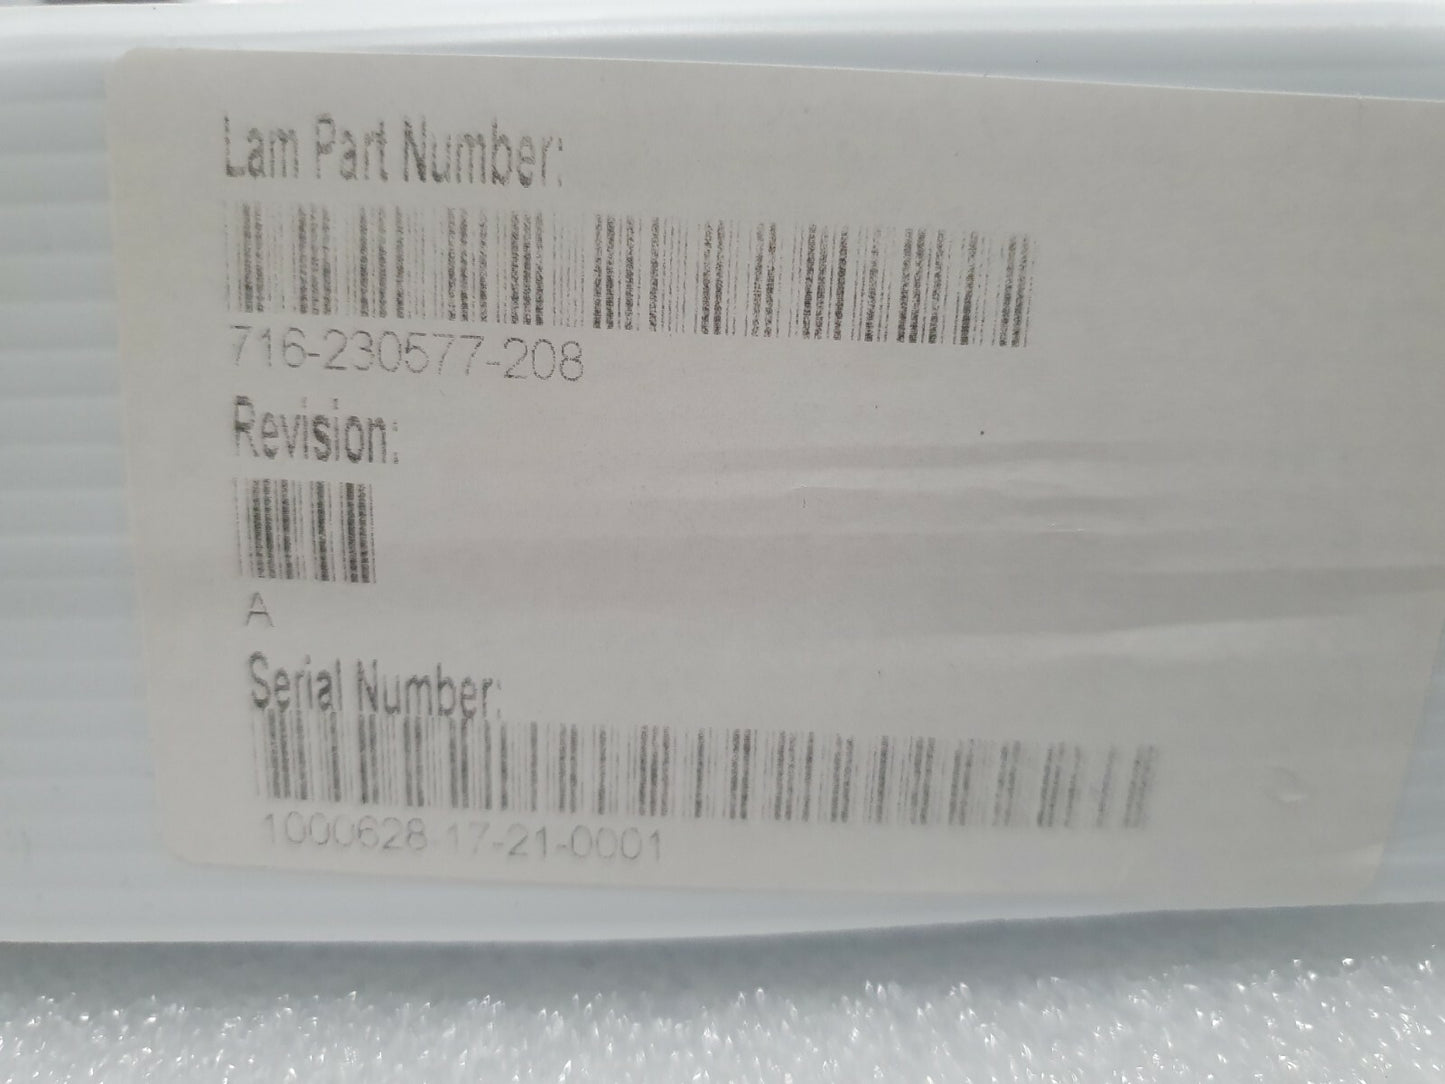 Lam Part Number:
716-230577-208
Revision:
A
Serial Number:
1000628-17-21-0001